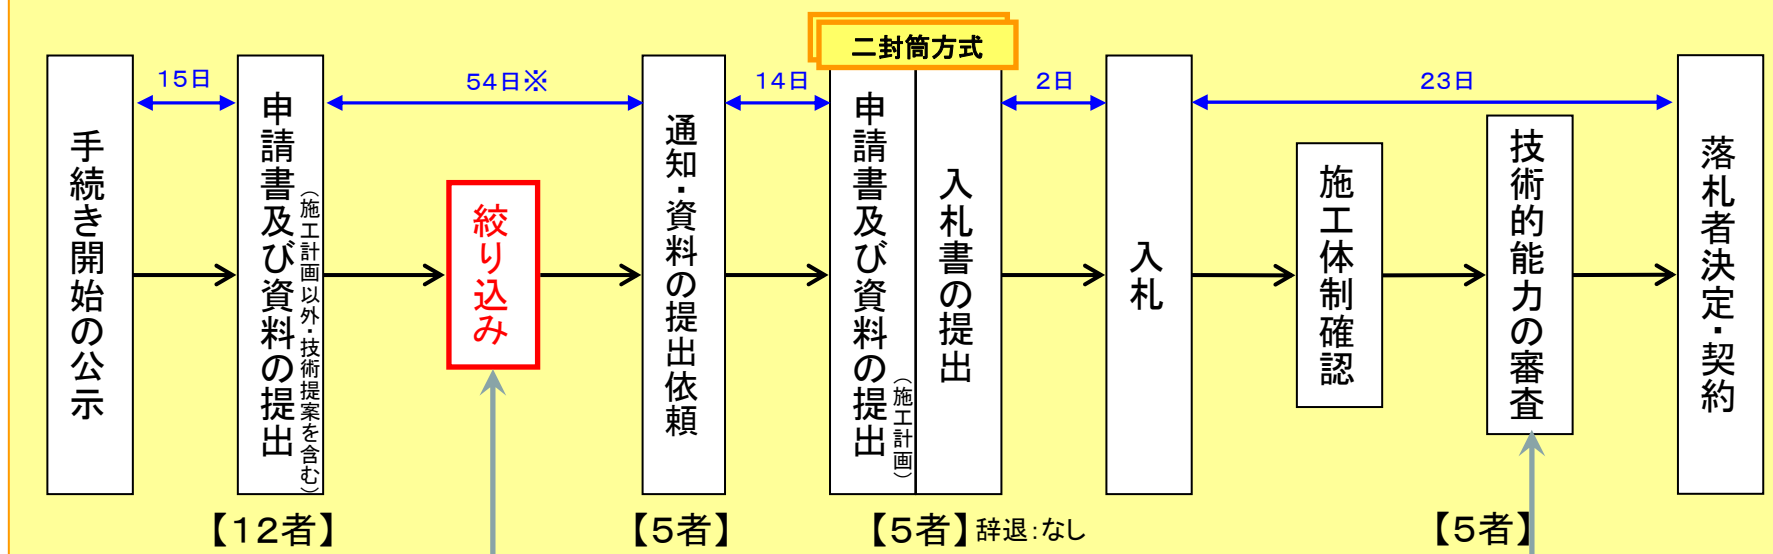 二封筒方式
15日
54日※
14日
2日
23日
手続き開始の公示
申請書及び資料の提出
（施工計画以外・技術提案を含む）
絞り込み
通知・資料の提出依頼
申請書及び資料の提出
（施工計画）
入札書の提出
入札
施工体制確認
技術的能力の審査
落札者決定・契約
【12者】
【5者】
【5者】辞退：なし
【5者】